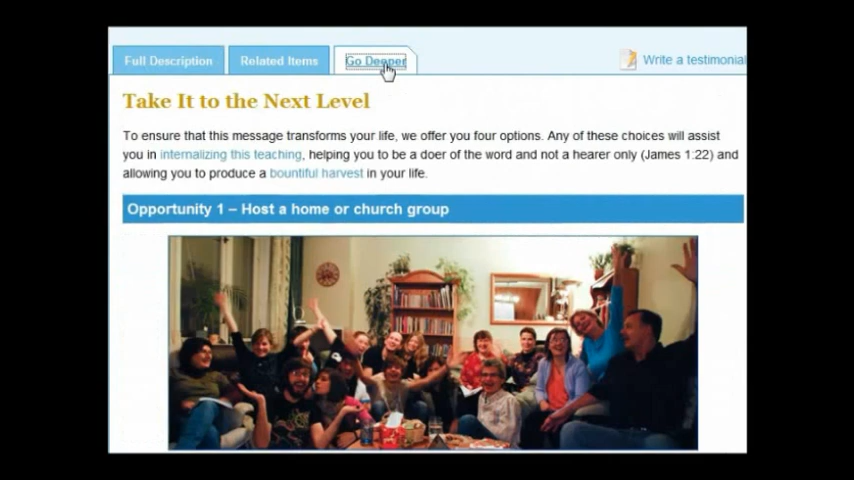 Full Description
Related Items
Go Deeper
Write a testimonial
Take It to the Next Level
To ensure that this message transforms your life, we offer you four options. Any of these choices will assist
you in internalizing this teaching, helping you to be a doer of the word and not a hearer only (James 1:22) and
allowing you to produce a bountiful harvest in your life.
Opportunity 1 – Host a home or church group